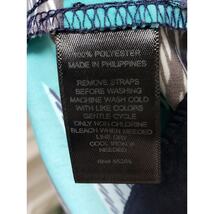 100% POLYESTER
MADE IN PHILIPPINES
REMOVE STRAPS
BEFORE WASHING
MACHINE WASH COLD
WITH LIKE COLORS
GENTLE CYCLE
ONLY NON-CHLORINE
BLEACH WHEN NEEDED
LINE DRY
COOL IRON IF
NEEDED